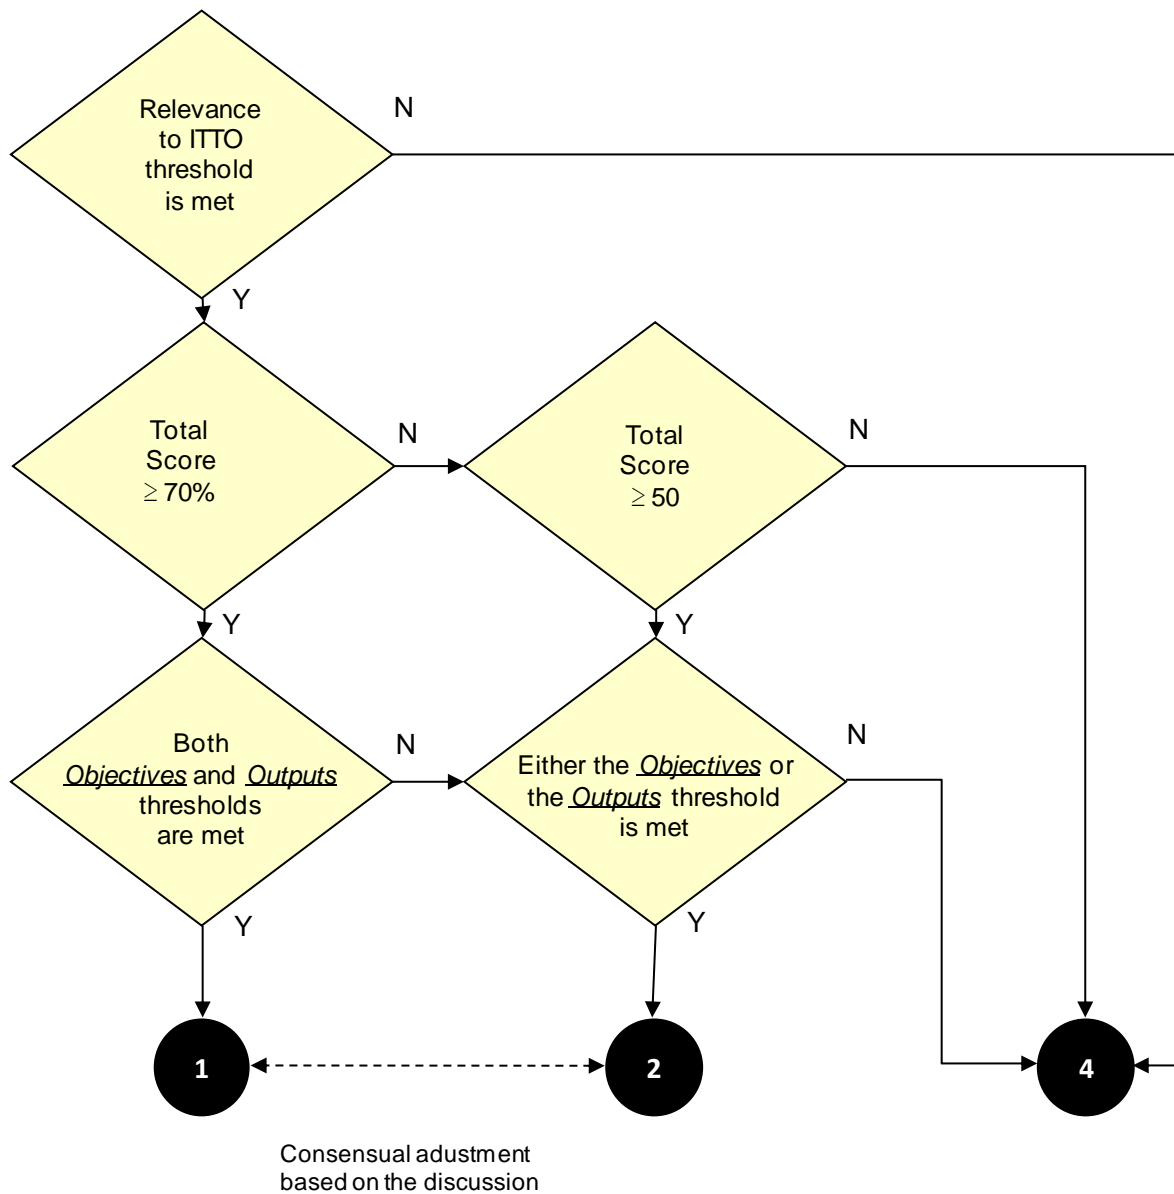 Relevance
to ITTO
threshold
is met
N
Y
Total
Score
≥ 70%
N
Total
Score
≥ 50
N
Y
Y
Both
Objectives and Outputs
thresholds
are met
N
Either the Objectives or
the Outputs threshold
is met
N
Y
Y
1
2
4
Consensual adustment
based on the discussion